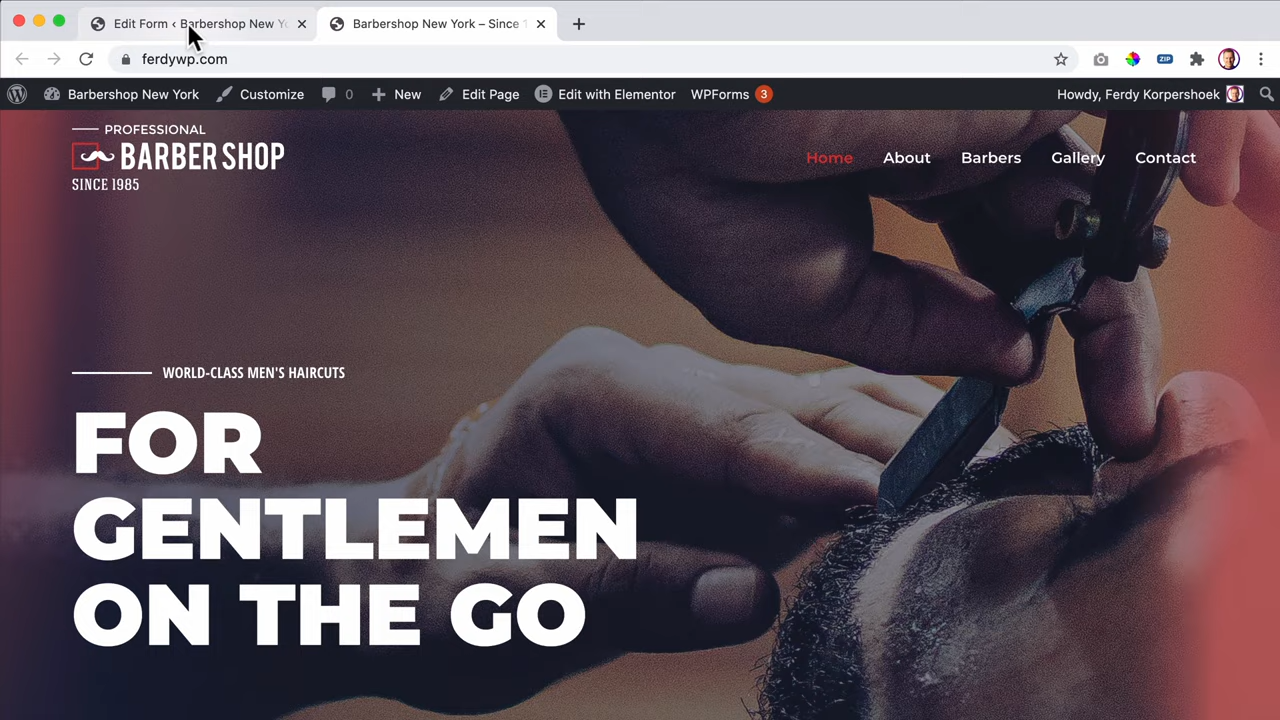 Edit Form ‹ Barbershop New Yo
Barbershop New York – Since 1
ferdywp.com
ZIP
Barbershop New York
Customize
0
New
Edit Page
Edit with Elementor
WPForms 3
Howdy, Ferdy Korpershoek
PROFESSIONAL
BARBER SHOP
SINCE 1985
Home
About
Barbers
Gallery
Contact
WORLD-CLASS MEN'S HAIRCUTS
FOR
GENTLEMEN
ON THE GO